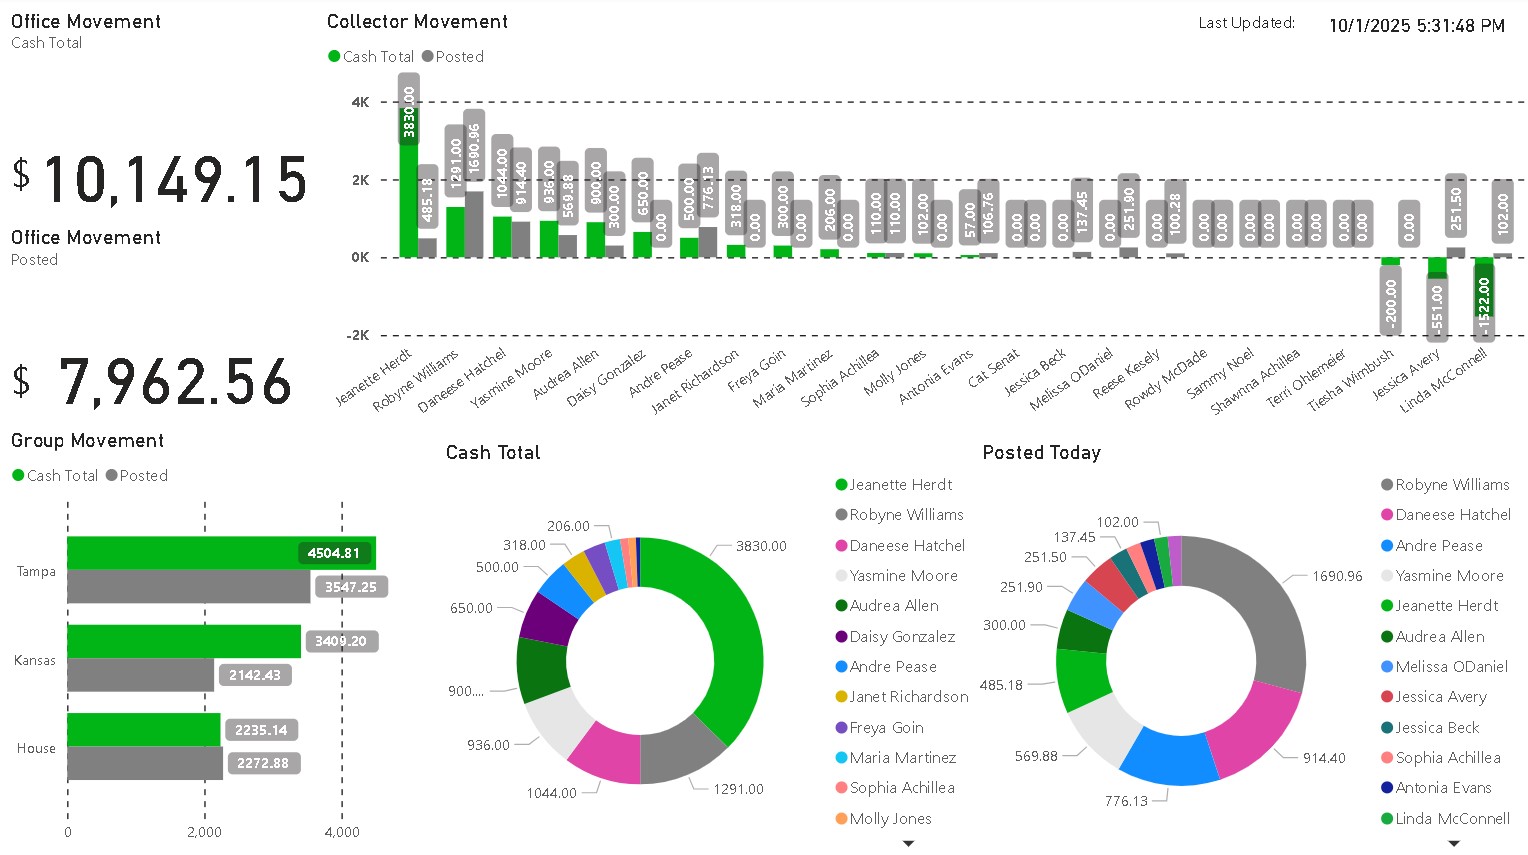 Office Movement
Cash Total
$ 10,149.15
Office Movement
Posted
$ 7,962.56
Collector Movement
Last Updated: 10/1/2025 5:31:48 PM
Cash Total Posted
4K
2K
0K
-2K
3830.00 485.18 1291.00 1690.96 1044.00 914.40 936.00 569.88 900.00 300.00 650.00 0.00 500.00 776.13 318.00 0.00 300.00 0.00 206.00 0.00 110.00 110.00 102.00 0.00 57.00 106.76 0.00 0.00 0.00 137.45 0.00 251.90 0.00 100.28 0.00 0.00 0.00 0.00 0.00 0.00 0.00 0.00 -200.00 0.00 -551.00 251.50 -1522.00 102.00
Jeanette Herdt
Robyne Williams
Daneese Hatchel
Yasmine Moore
Audrea Allen
Daisy Gonzalez
Andre Pease
Janet Richardson
Freya Goin
Maria Martinez
Sophia Achillea
Molly Jones
Antonia Evans
Cat Senat
Jessica Beck
Melissa ODaniel
Reese Kesely
Rowdy McDade
Sammy Noel
Shawna Achillea
Terri Ohlemeier
Tiesha Wimbush
Jessica Avery
Linda McConnell
Group Movement
Cash Total Posted
Tampa
4504.81
3547.25
Kansas
3409.20
2142.43
House
2235.14
2272.88
0 2,000 4,000
Cash Total
3830.00
1291.00
1044.00
936.00
900....
650.00
500.00
318.00
206.00
Jeanette Herdt
Robyne Williams
Daneese Hatchel
Yasmine Moore
Audrea Allen
Daisy Gonzalez
Andre Pease
Janet Richardson
Freya Goin
Maria Martinez
Sophia Achillea
Molly Jones
Posted Today
1690.96
914.40
776.13
569.88
485.18
300.00
251.90
251.50
137.45
102.00
Robyne Williams
Daneese Hatchel
Andre Pease
Yasmine Moore
Jeanette Herdt
Audrea Allen
Melissa ODaniel
Jessica Avery
Jessica Beck
Sophia Achillea
Antonia Evans
Linda McConnell